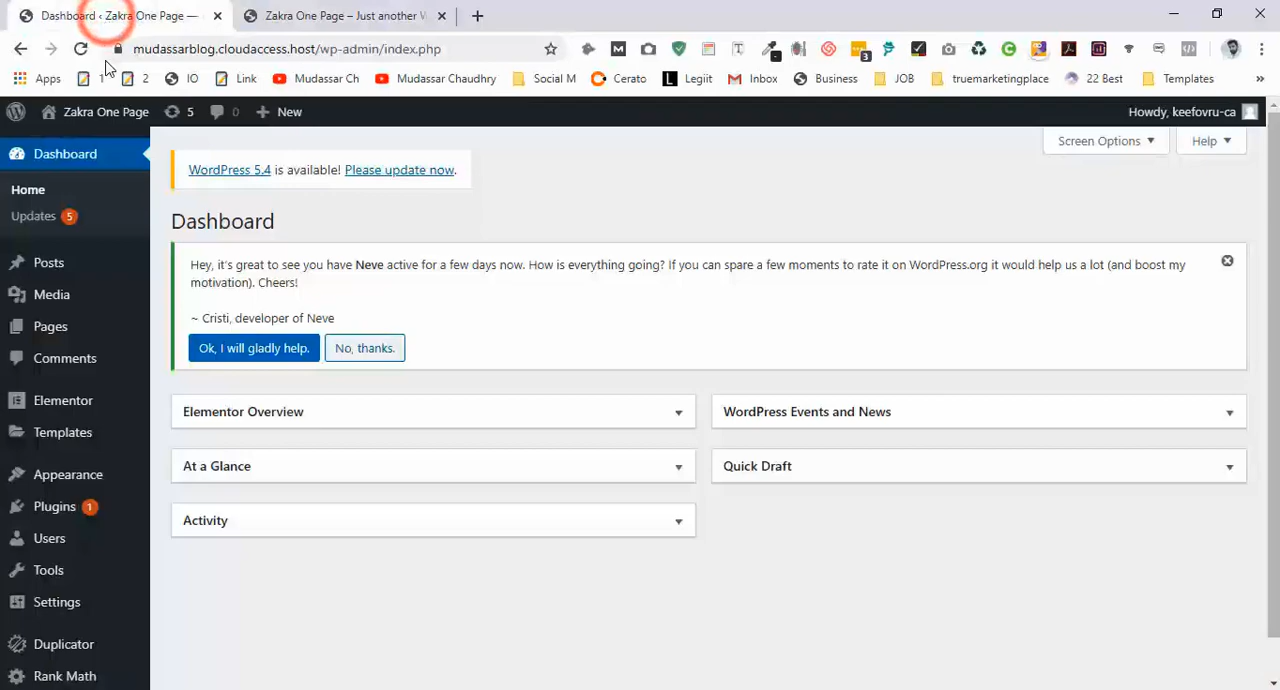 Dashboard ‹ Zakra One Page —
Zakra One Page – Just another W
mudassarblog.cloudaccess.host/wp-admin/index.php
Apps 1 2 IO Link Mudassar Ch Mudassar Chaudhry Social M Cerato Legiit Inbox Business JOB truemarketplace 22 Best Templates »
Zakra One Page 5 0 + New Howdy, keefovru-ca
Screen Options Help
Dashboard
Home
Updates 5
Posts
Media
Pages
Comments
Elementor
Templates
Appearance
Plugins 1
Users
Tools
Settings
Duplicator
Rank Math
WordPress 5.4 is available! Please update now.
Dashboard
Hey, it's great to see you have Neve active for a few days now. How is everything going? If you can spare a few moments to rate it on WordPress.org it would help us a lot (and boost my
motivation). Cheers!
~ Cristi, developer of Neve
Ok, I will gladly help. No, thanks.
Elementor Overview
WordPress Events and News
At a Glance
Quick Draft
Activity